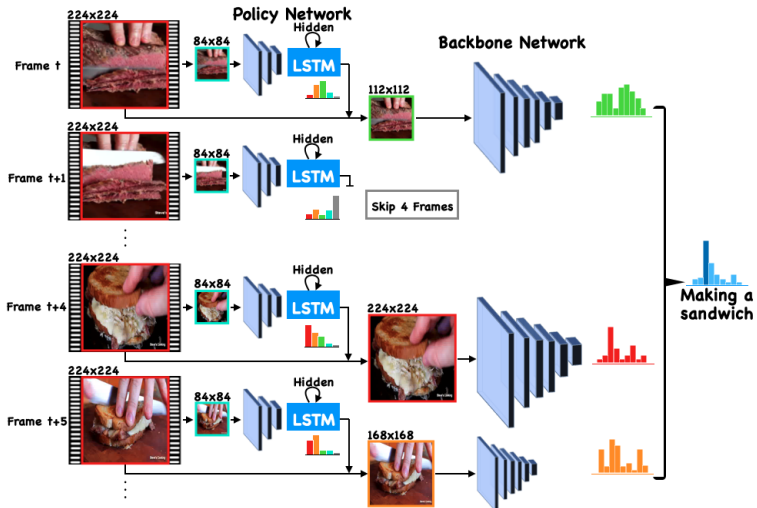 Policy Network
224x224
Hidden
84x84
Frame t
LSTM
Backbone Network
112x112
224x224
Hidden
84x84
Frame t+1
LSTM
Skip 4 Frames
224x224
Hidden
84x84
Frame t+4
LSTM
224x224
Making a
sandwich
224x224
Hidden
84x84
Frame t+5
LSTM
168x168